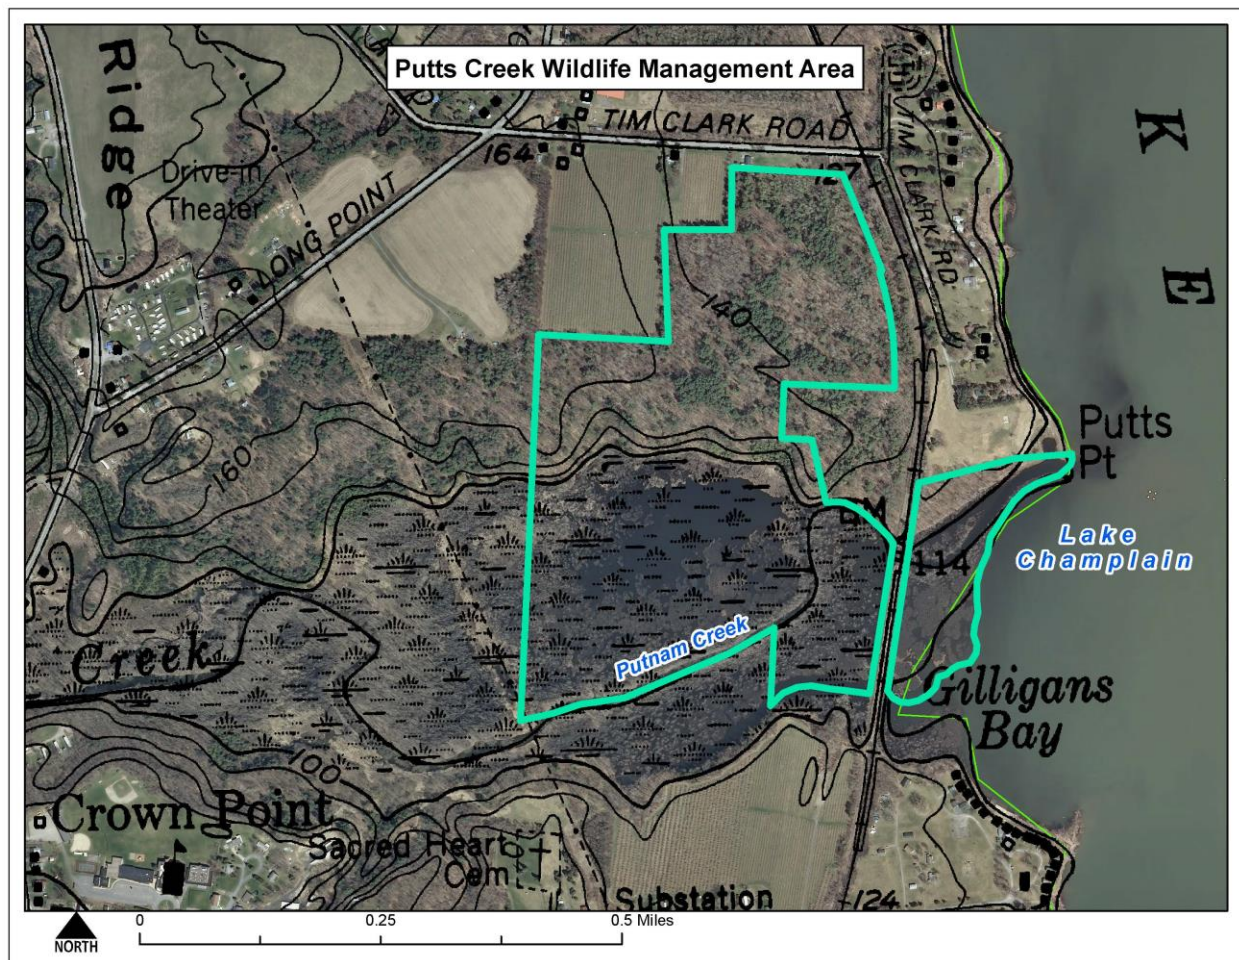 Putts Creek Wildlife Management Area
Ridge
Drive-in
Theater
LONG POINT
164
TIM CLARK ROAD
127
TIM CLARK RD
K
E
140
160
Putts
Pt
BM
114
Lake
Champlain
Creek
Putnam Creek
Gilligans
Bay
100
Crown Point
Sacred Heart
Cem
Substation
124
NORTH
0
0.25
0.5 Miles